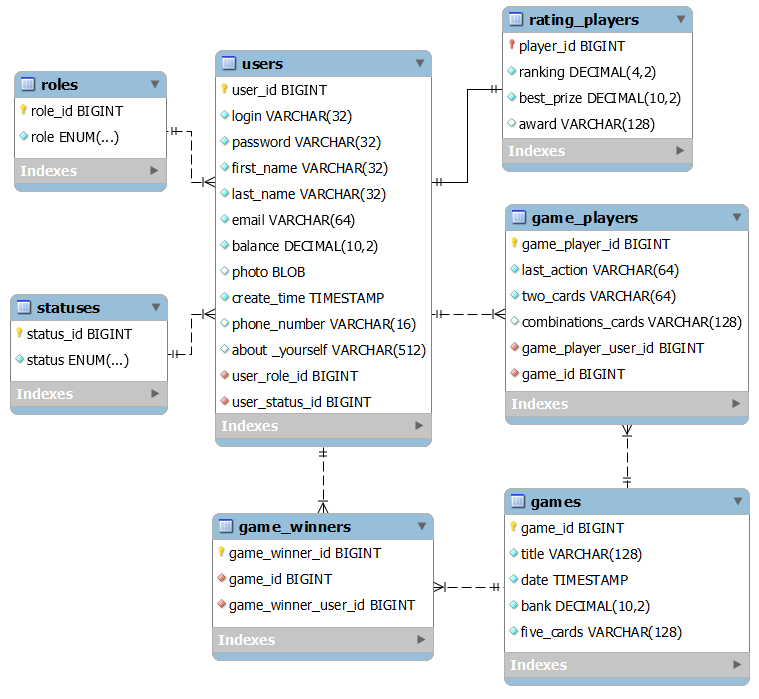 roles
role_id BIGINT
role ENUM(...)
Indexes
statuses
status_id BIGINT
status ENUM(...)
Indexes
users
user_id BIGINT
login VARCHAR(32)
password VARCHAR(32)
first_name VARCHAR(32)
last_name VARCHAR(32)
email VARCHAR(64)
balance DECIMAL(10,2)
photo BLOB
create_time TIMESTAMP
phone_number VARCHAR(16)
about _yourself VARCHAR(512)
user_role_id BIGINT
user_status_id BIGINT
Indexes
game_winners
game_winner_id BIGINT
game_id BIGINT
game_winner_user_id BIGINT
Indexes
rating_players
player_id BIGINT
ranking DECIMAL(4,2)
best_prize DECIMAL(10,2)
award VARCHAR(128)
Indexes
game_players
game_player_id BIGINT
last_action VARCHAR(64)
two_cards VARCHAR(64)
combinations_cards VARCHAR(128)
game_player_user_id BIGINT
game_id BIGINT
Indexes
games
game_id BIGINT
title VARCHAR(128)
date TIMESTAMP
bank DECIMAL(10,2)
five_cards VARCHAR(128)
Indexes